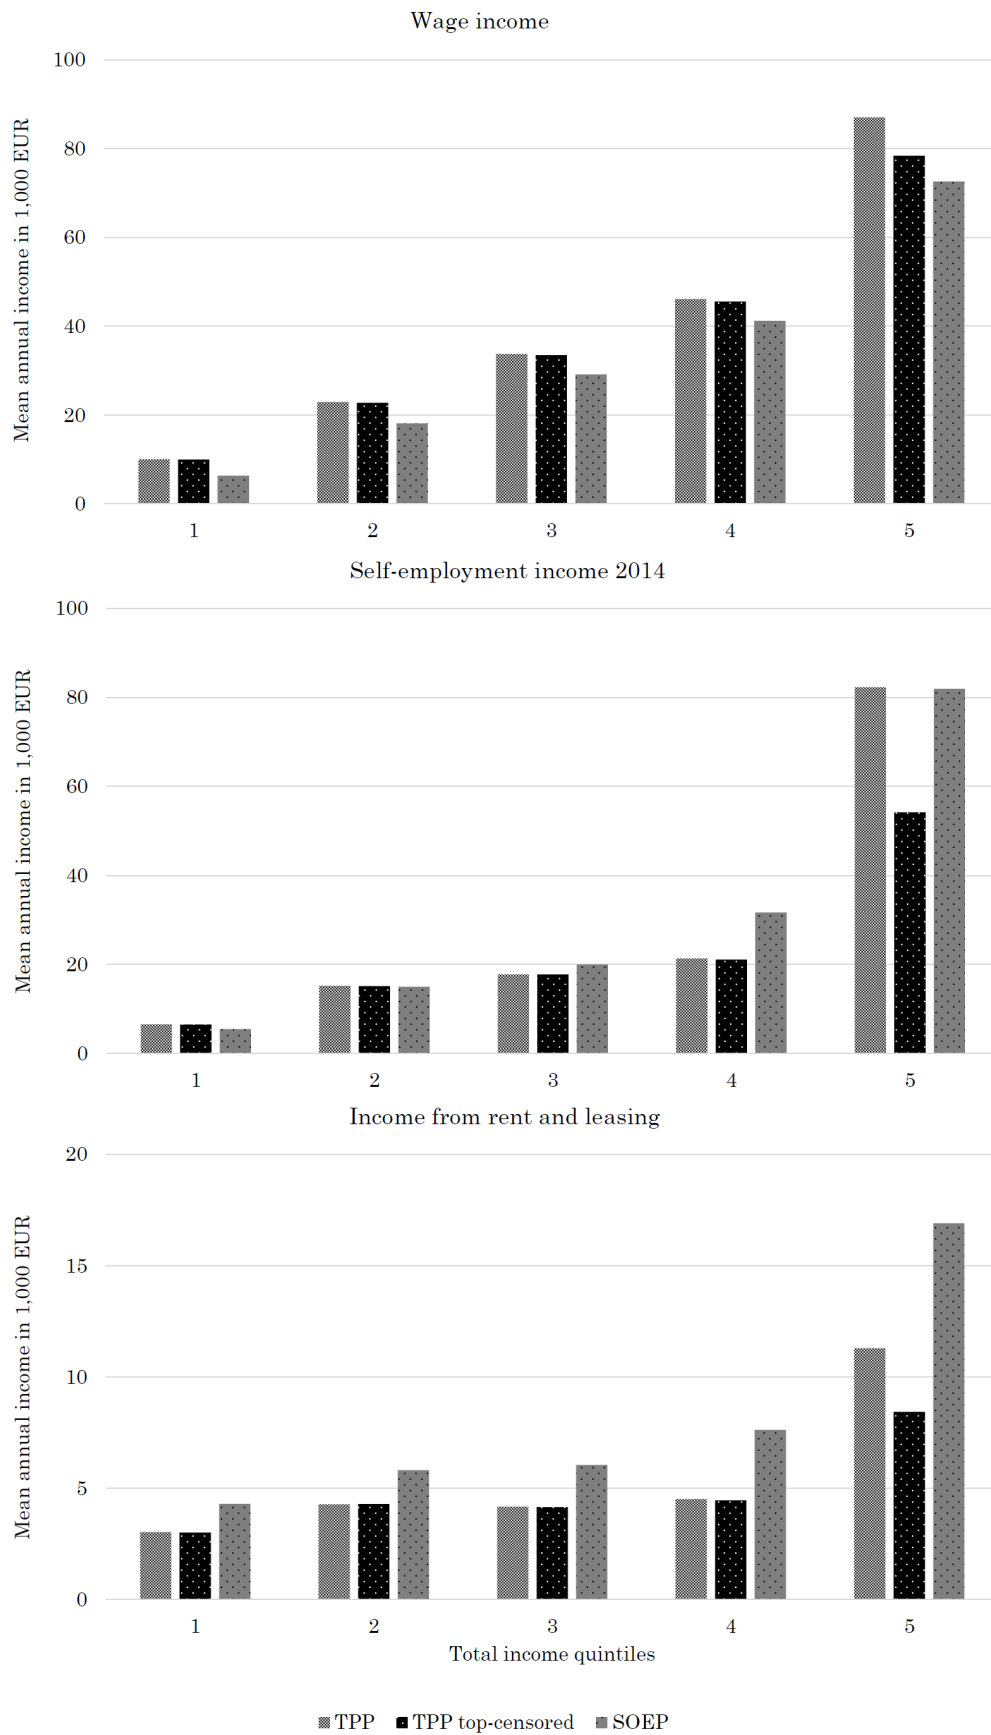 Wage income
Mean annual income in 1,000 EUR
100
80
60
40
20
0
1 2 3 4 5
Self-employment income 2014
Mean annual income in 1,000 EUR
100
80
60
40
20
0
1 2 3 4 5
Income from rent and leasing
Mean annual income in 1,000 EUR
20
15
10
5
0
1 2 3 4 5
Total income quintiles
TPP TPP top-censored SOEP